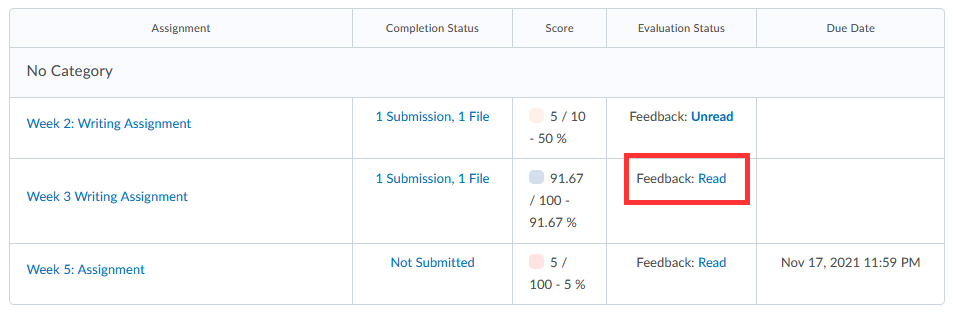 Assignment Completion Status Score Evaluation Status Due Date
No Category
Week 2: Writing Assignment 1 Submission, 1 File 5 / 10 Feedback: Unread
- 50 %
Week 3 Writing Assignment 1 Submission, 1 File 91.67 Feedback: Read
/ 100 -
91.67 %
Week 5: Assignment Not Submitted 5 / Feedback: Read Nov 17, 2021 11:59 PM
100 - 5 %